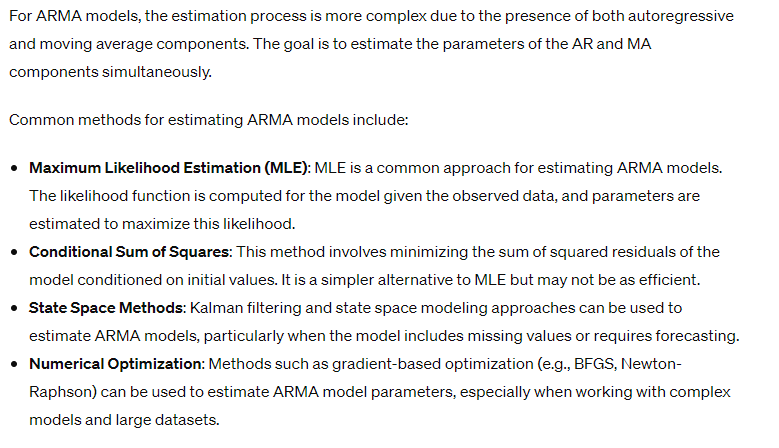 For ARMA models, the estimation process is more complex due to the presence of both autoregressive
and moving average components. The goal is to estimate the parameters of the AR and MA
components simultaneously.
Common methods for estimating ARMA models include:
• Maximum Likelihood Estimation (MLE): MLE is a common approach for estimating ARMA models.
The likelihood function is computed for the model given the observed data, and parameters are
estimated to maximize this likelihood.
• Conditional Sum of Squares: This method involves minimizing the sum of squared residuals of the
model conditioned on initial values. It is a simpler alternative to MLE but may not be as efficient.
• State Space Methods: Kalman filtering and state space modeling approaches can be used to
estimate ARMA models, particularly when the model includes missing values or requires forecasting.
• Numerical Optimization: Methods such as gradient-based optimization (e.g., BFGS, Newton-
Raphson) can be used to estimate ARMA model parameters, especially when working with complex
models and large datasets.